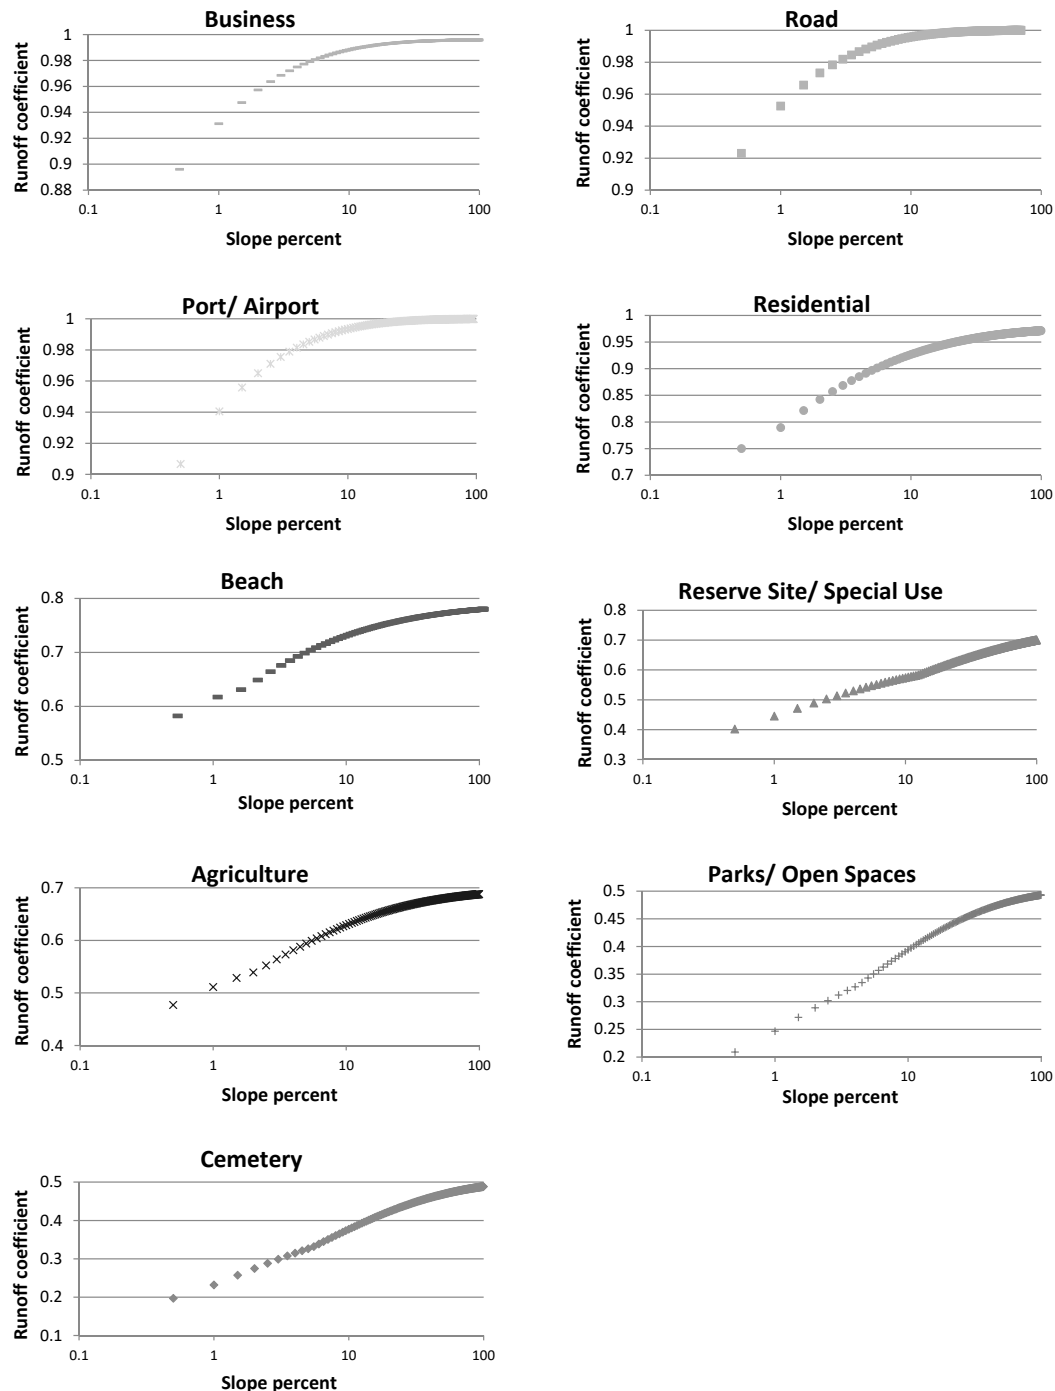 Business
Runoff coefficient
1
0.98
0.96
0.94
0.92
0.9
0.88
0.1 1 10 100
Slope percent
Road
Runoff coefficient
1
0.98
0.96
0.94
0.92
0.9
0.1 1 10 100
Slope percent
Port/ Airport
Runoff coefficient
1
0.98
0.96
0.94
0.92
0.9
0.1 1 10 100
Slope percent
Residential
Runoff coefficient
1
0.95
0.9
0.85
0.8
0.75
0.7
0.1 1 10 100
Slope percent
Beach
Runoff coefficient
0.8
0.7
0.6
0.5
0.1 1 10 100
Slope percent
Reserve Site/ Special Use
Runoff coefficient
0.8
0.7
0.6
0.5
0.4
0.3
0.1 1 10 100
Slope percent
Agriculture
Runoff coefficient
0.7
0.6
0.5
0.4
0.1 1 10 100
Slope percent
Parks/ Open Spaces
Runoff coefficient
0.5
0.45
0.4
0.35
0.3
0.25
0.2
0.1 1 10 100
Slope percent
Cemetery
Runoff coefficient
0.5
0.4
0.3
0.2
0.1
0.1 1 10 100
Slope percent